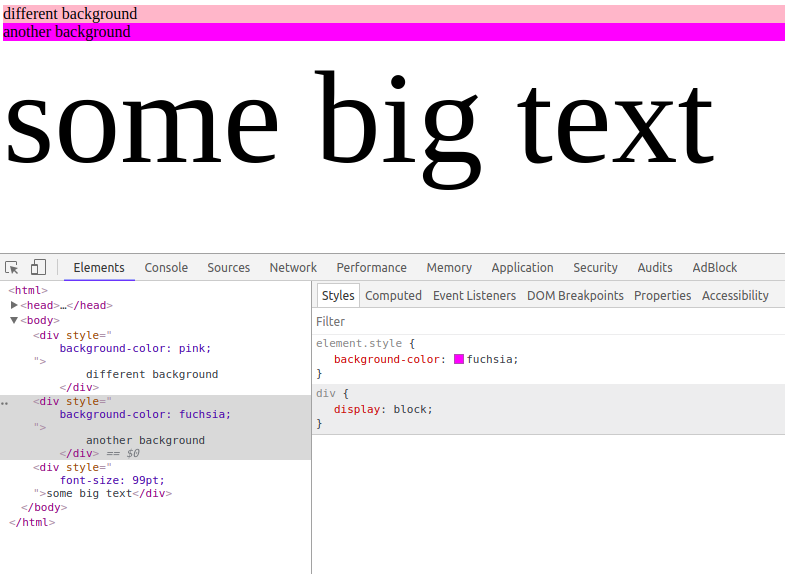 different background
another background
some big text
Elements Console Sources Network Performance Memory Application Security Audits AdBlock
<html>
<head>…</head>
<body>
<div style="
background-color: pink;
">
different background
</div>
<div style="
background-color: fuchsia;
">
another background
</div> == $0
<div style="
font-size: 99pt;
">some big text</div>
</body>
</html>
Styles Computed Event Listeners DOM Breakpoints Properties Accessibility
Filter
element.style {
background-color: fuchsia;
}
div {
display: block;
}